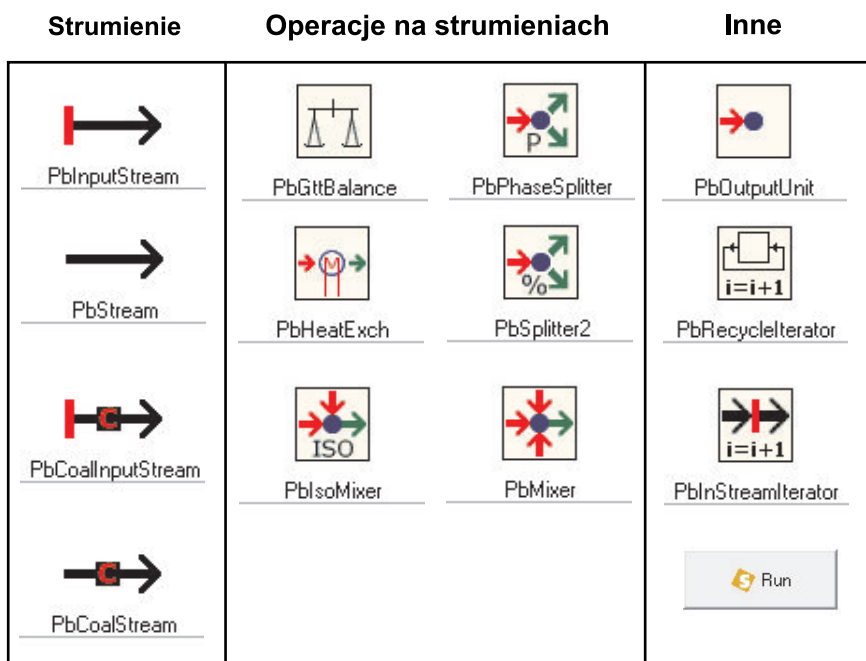 Strumienie
Operacje na strumieniach
Inne
PbInputStream
PbGttBalance
PbPhaseSplitter
P
PbOutputUnit
PbStream
M
PbHeatExch
%
PbSplitter2
i=i+1
PbRecycleIterator
C
PbCoalInputStream
ISO
PbIsoMixer
PbMixer
i=i+1
PbInStreamIterator
C
PbCoalStream
S Run